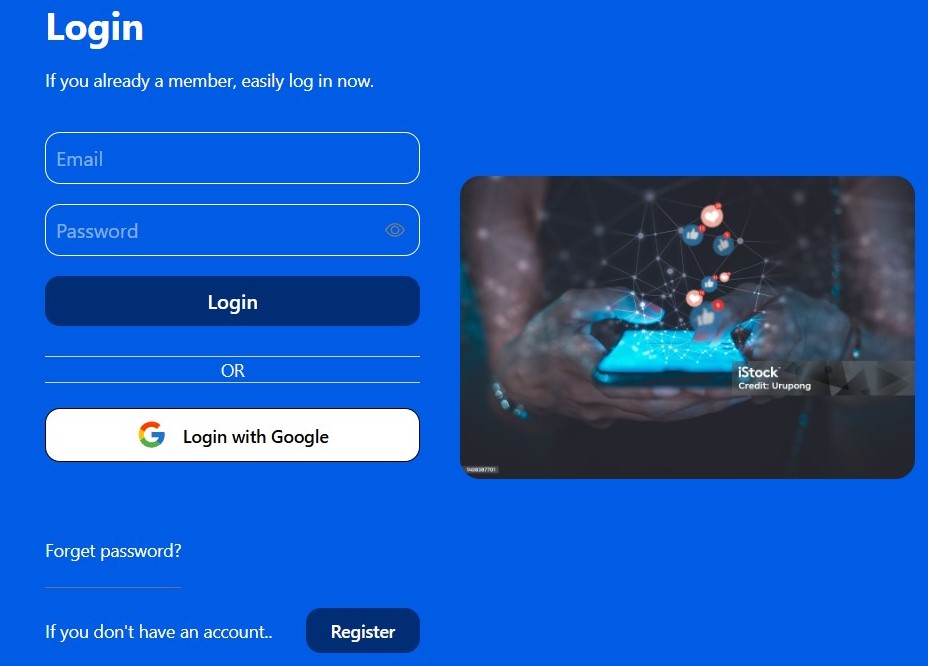 Login
If you already a member, easily log in now.
Email
Password
Login
OR
Login with Google
iStock
Credit: Urupong
Forget password?
If you don't have an account..
Register